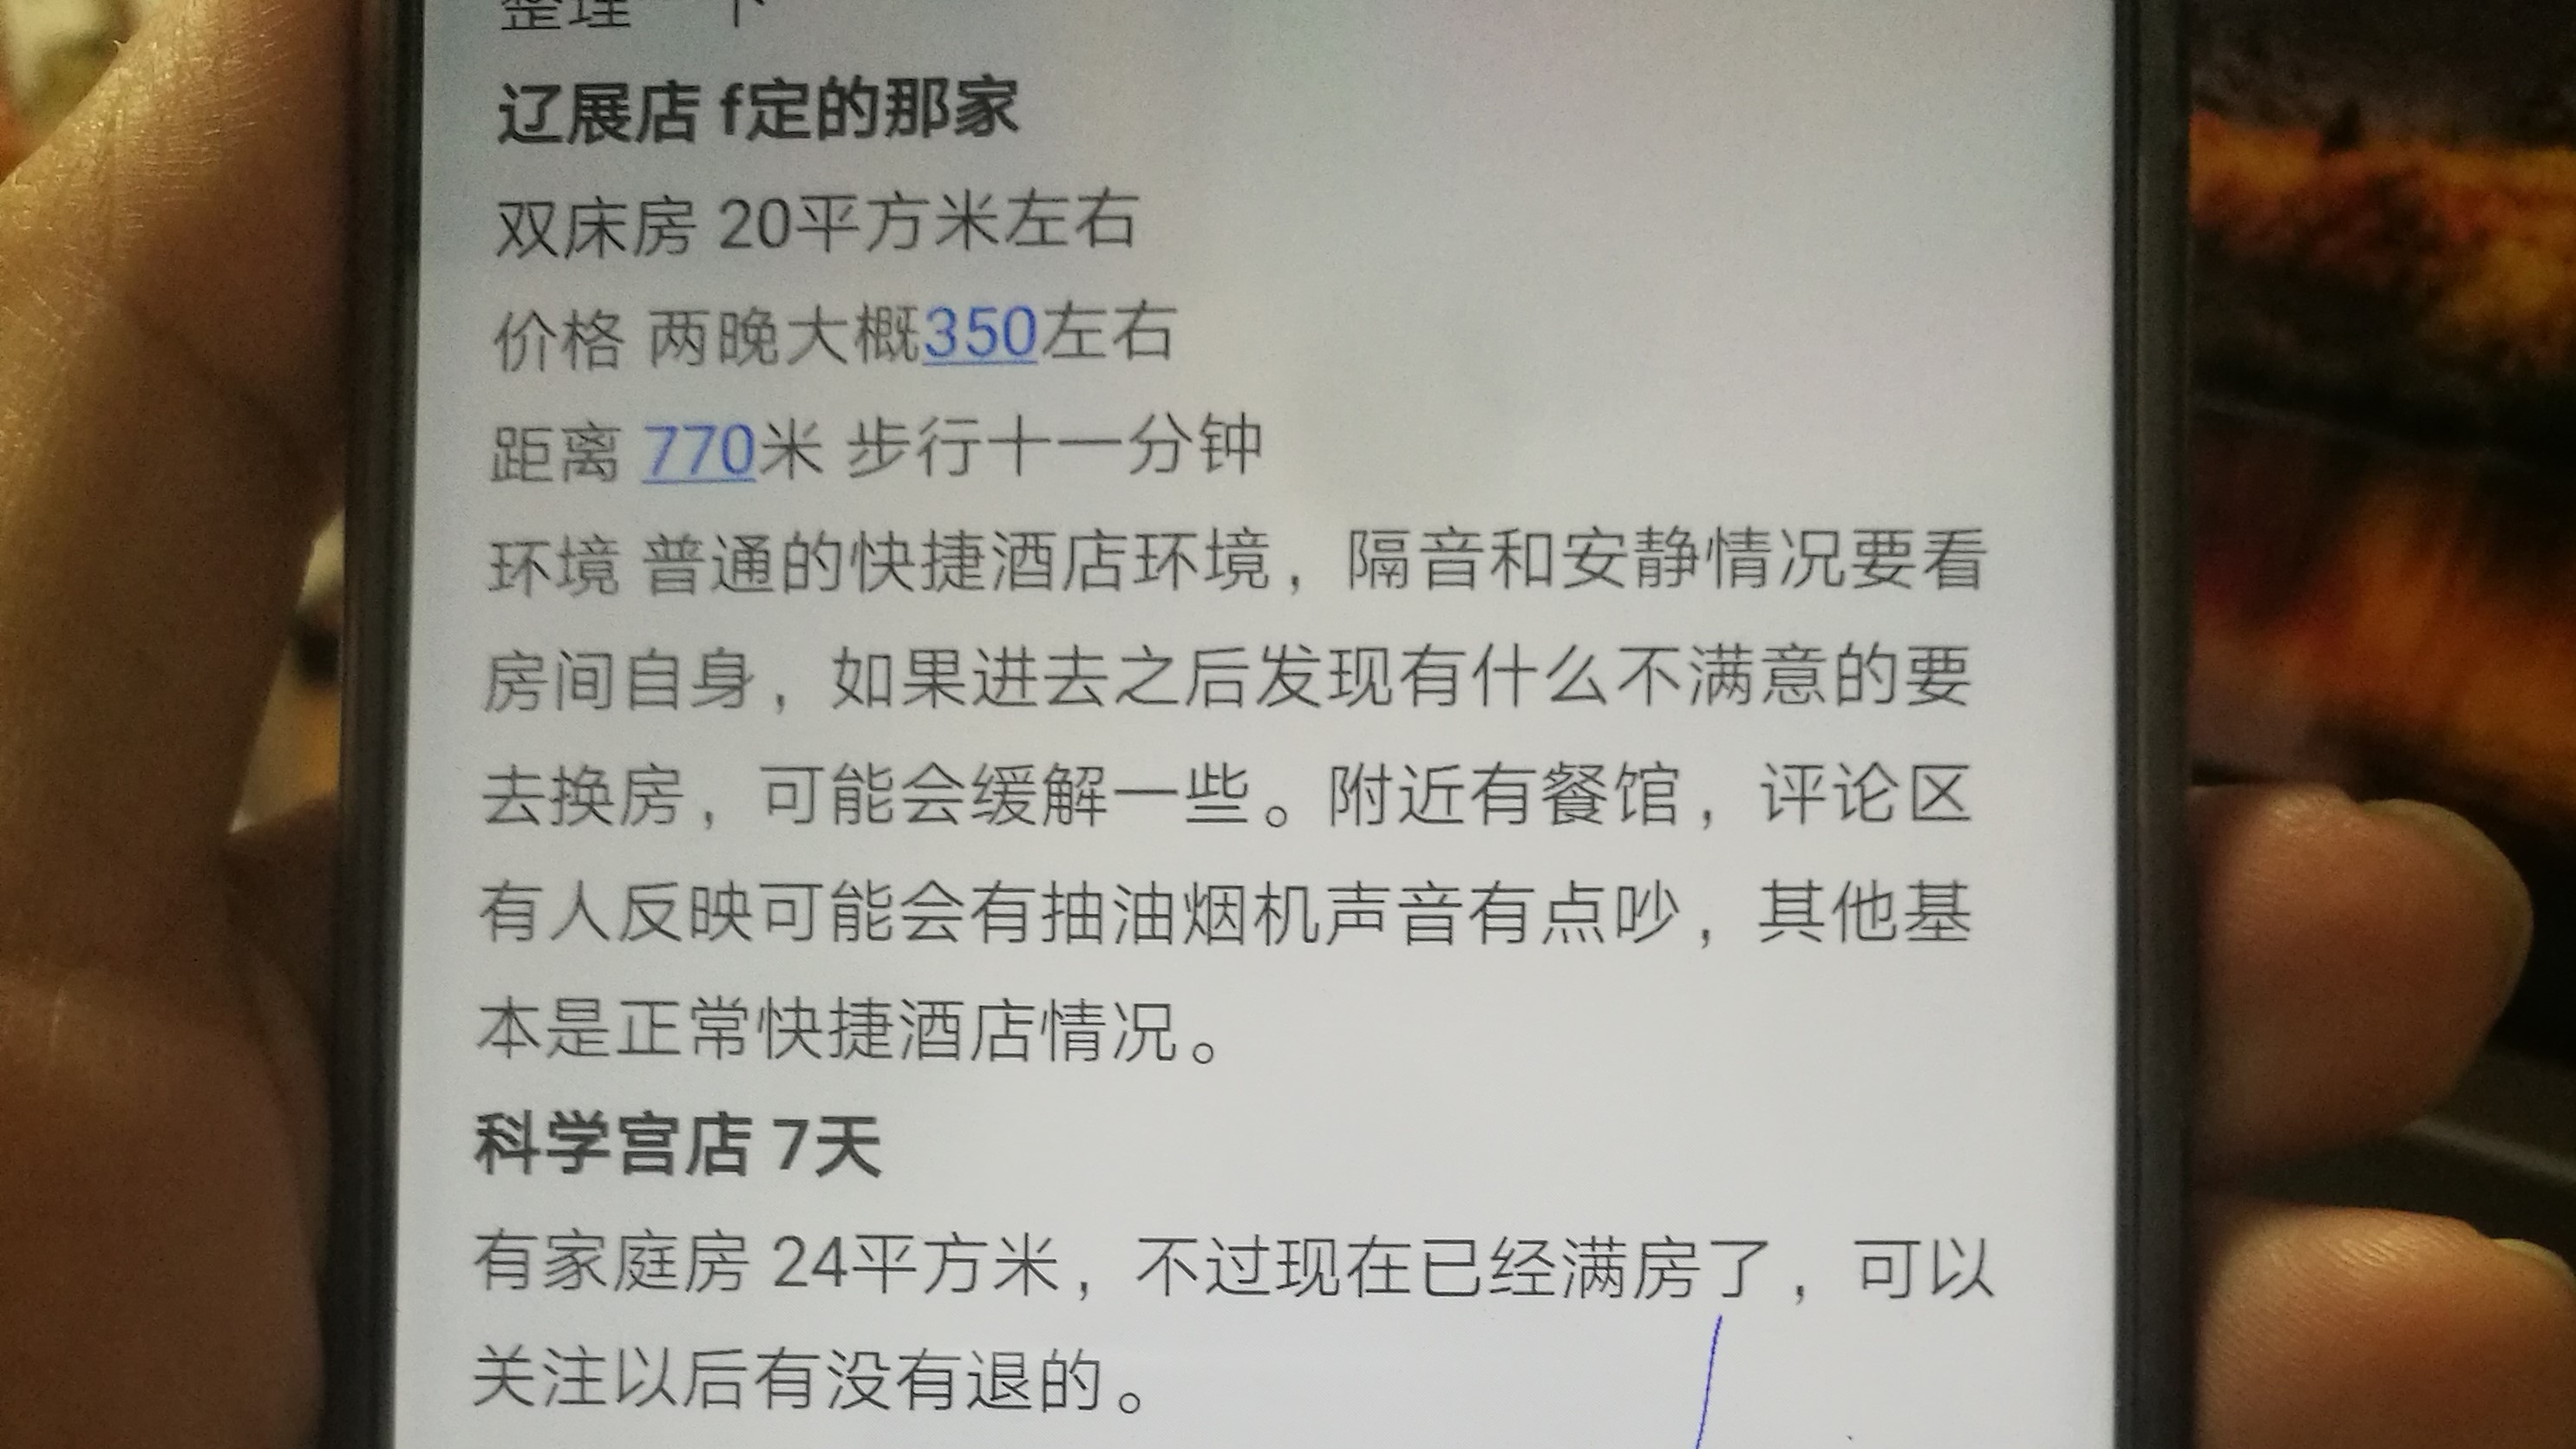 整理一下
辽展店 f定的那家
双床房 20平方米左右
价格 两晚大概350左右
距离 770米 步行十一分钟
环境 普通的快捷酒店环境，隔音和安静情况要看
房间自身，如果进去之后发现有什么不满意的要
去换房，可能会缓解一些。附近有餐馆，评论区
有人反映可能会有抽油烟机声音有点吵，其他基
本是正常快捷酒店情况。
科学宫店 7天
有家庭房 24平方米，不过现在已经满房了，可以
关注以后有没有退的。